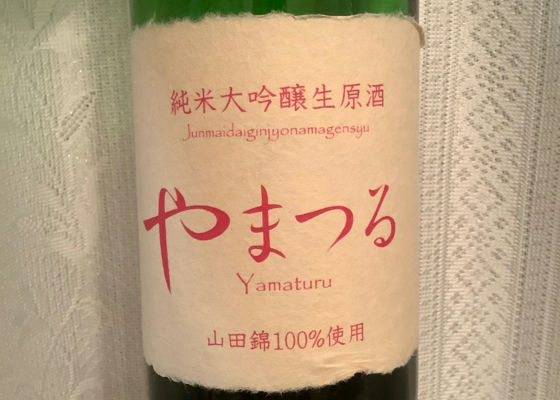 純米大吟醸生原酒
Junmaidaiginjyonamagensyu
やまつる
Yamaturu
山田錦100%使用